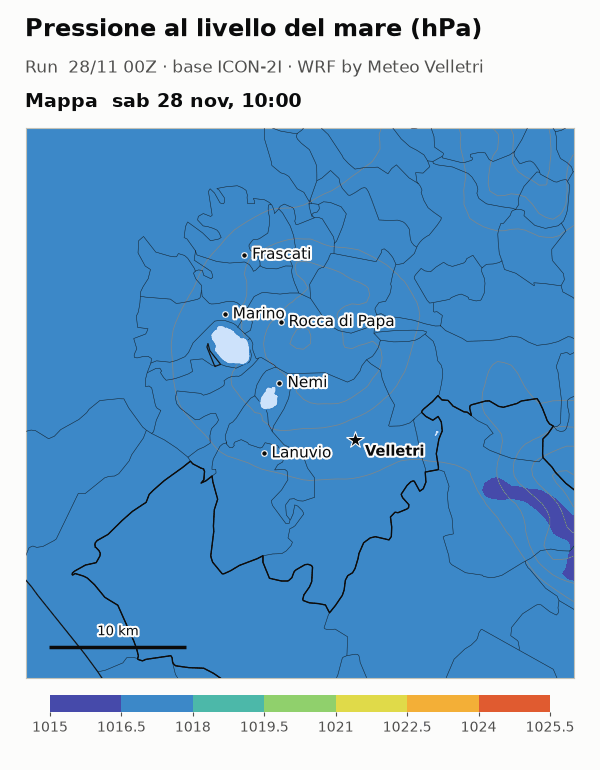 Pressione al livello del mare (hPa)
Run  28/11 00Z · base ICON-2I · WRF by Meteo Velletri
Mappa  sab 28 nov, 10:00
Frascati
Marino
Rocca di Papa
Nemi
Velletri
Lanuvio
10 km
1015 1016.5 1018 1019.5 1021 1022.5 1024 1025.5